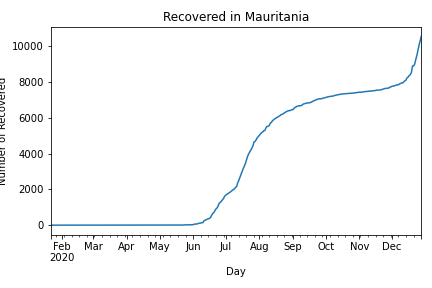 Recovered in Mauritania
Number of Recovered
10000
8000
6000
4000
2000
0
Feb Mar Apr May Jun Jul Aug Sep Oct Nov Dec
2020
Day